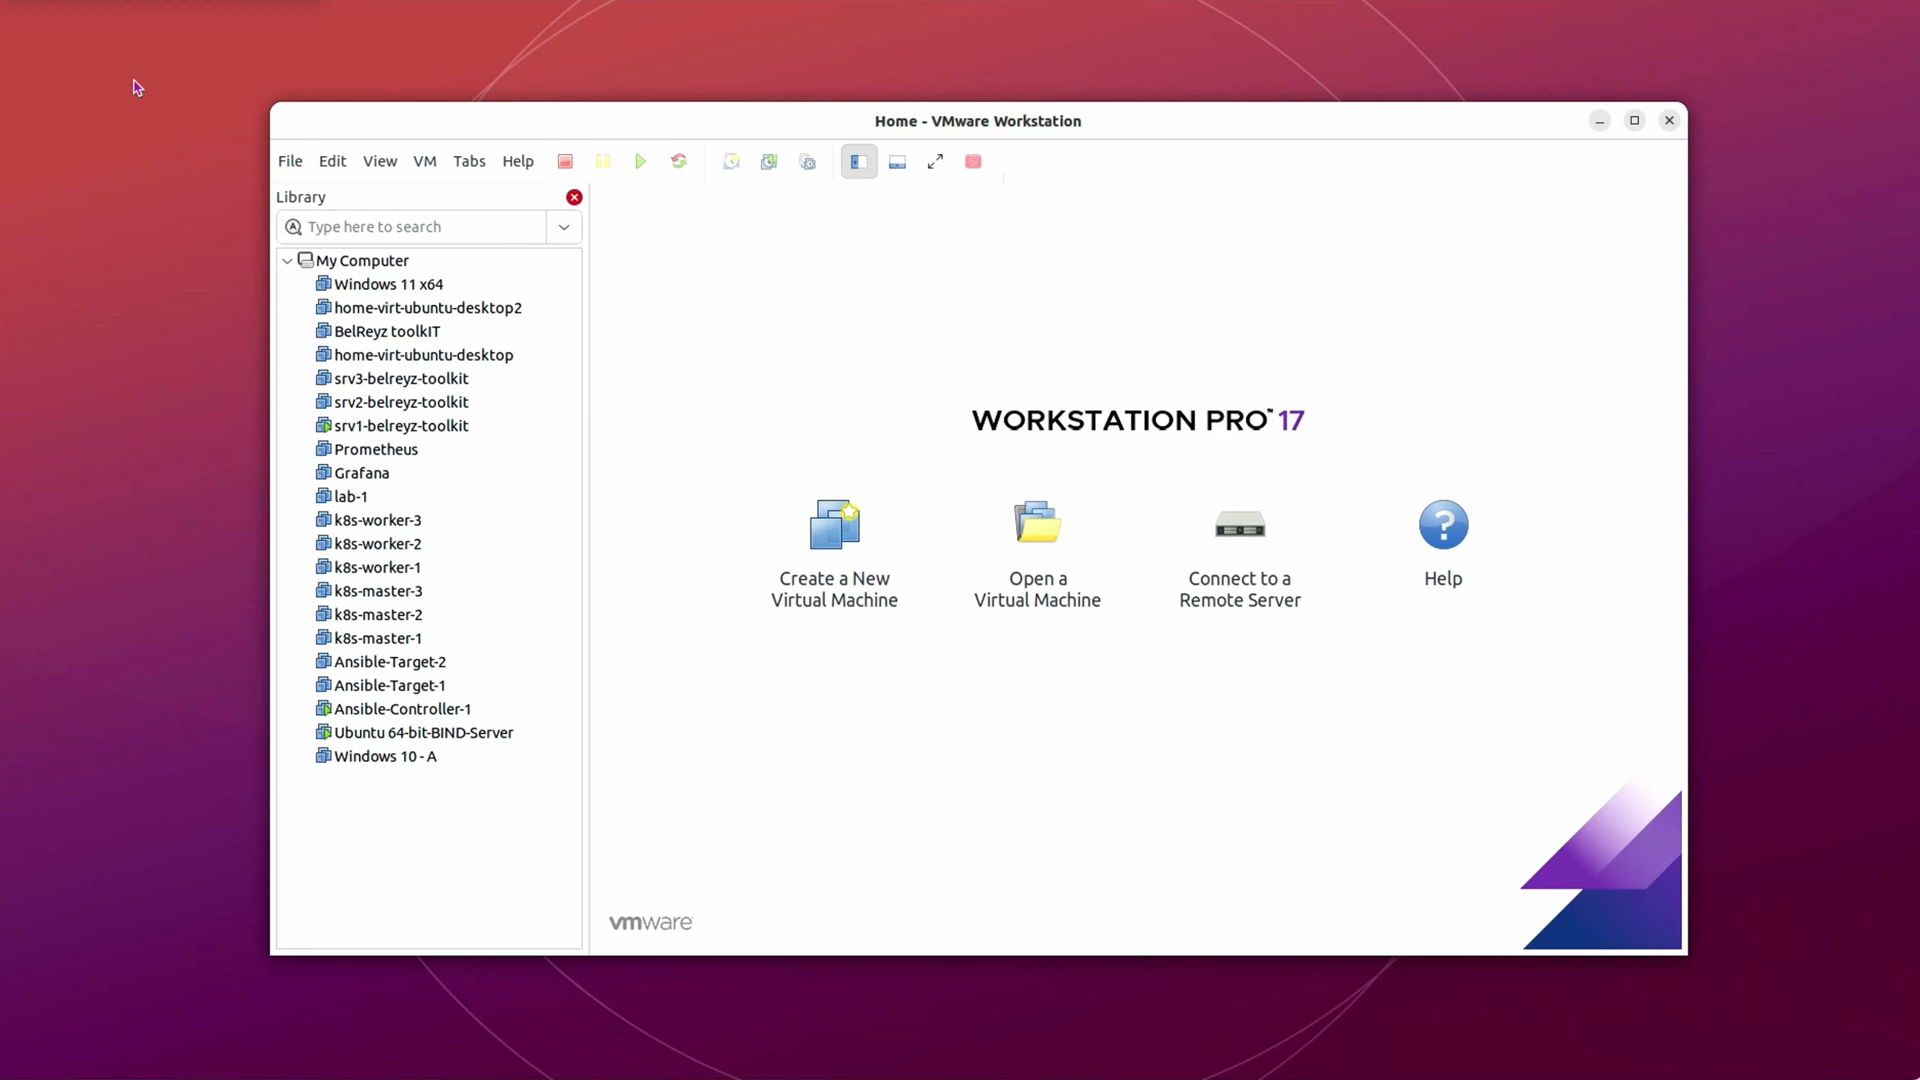 Home - VMware Workstation
File Edit View VM Tabs Help
Library
Type here to search
My Computer
Windows 11 x64
home-virt-ubuntu-desktop2
BelReyz toolkIT
home-virt-ubuntu-desktop
srv3-belreyz-toolkit
srv2-belreyz-toolkit
srv1-belreyz-toolkit
Prometheus
Grafana
lab-1
k8s-worker-3
k8s-worker-2
k8s-worker-1
k8s-master-3
k8s-master-2
k8s-master-1
Ansible-Target-2
Ansible-Target-1
Ansible-Controller-1
Ubuntu 64-bit-BIND-Server
Windows 10 - A
WORKSTATION PRO™ 17
Create a New
Virtual Machine
Open a
Virtual Machine
Connect to a
Remote Server
Help
vmware